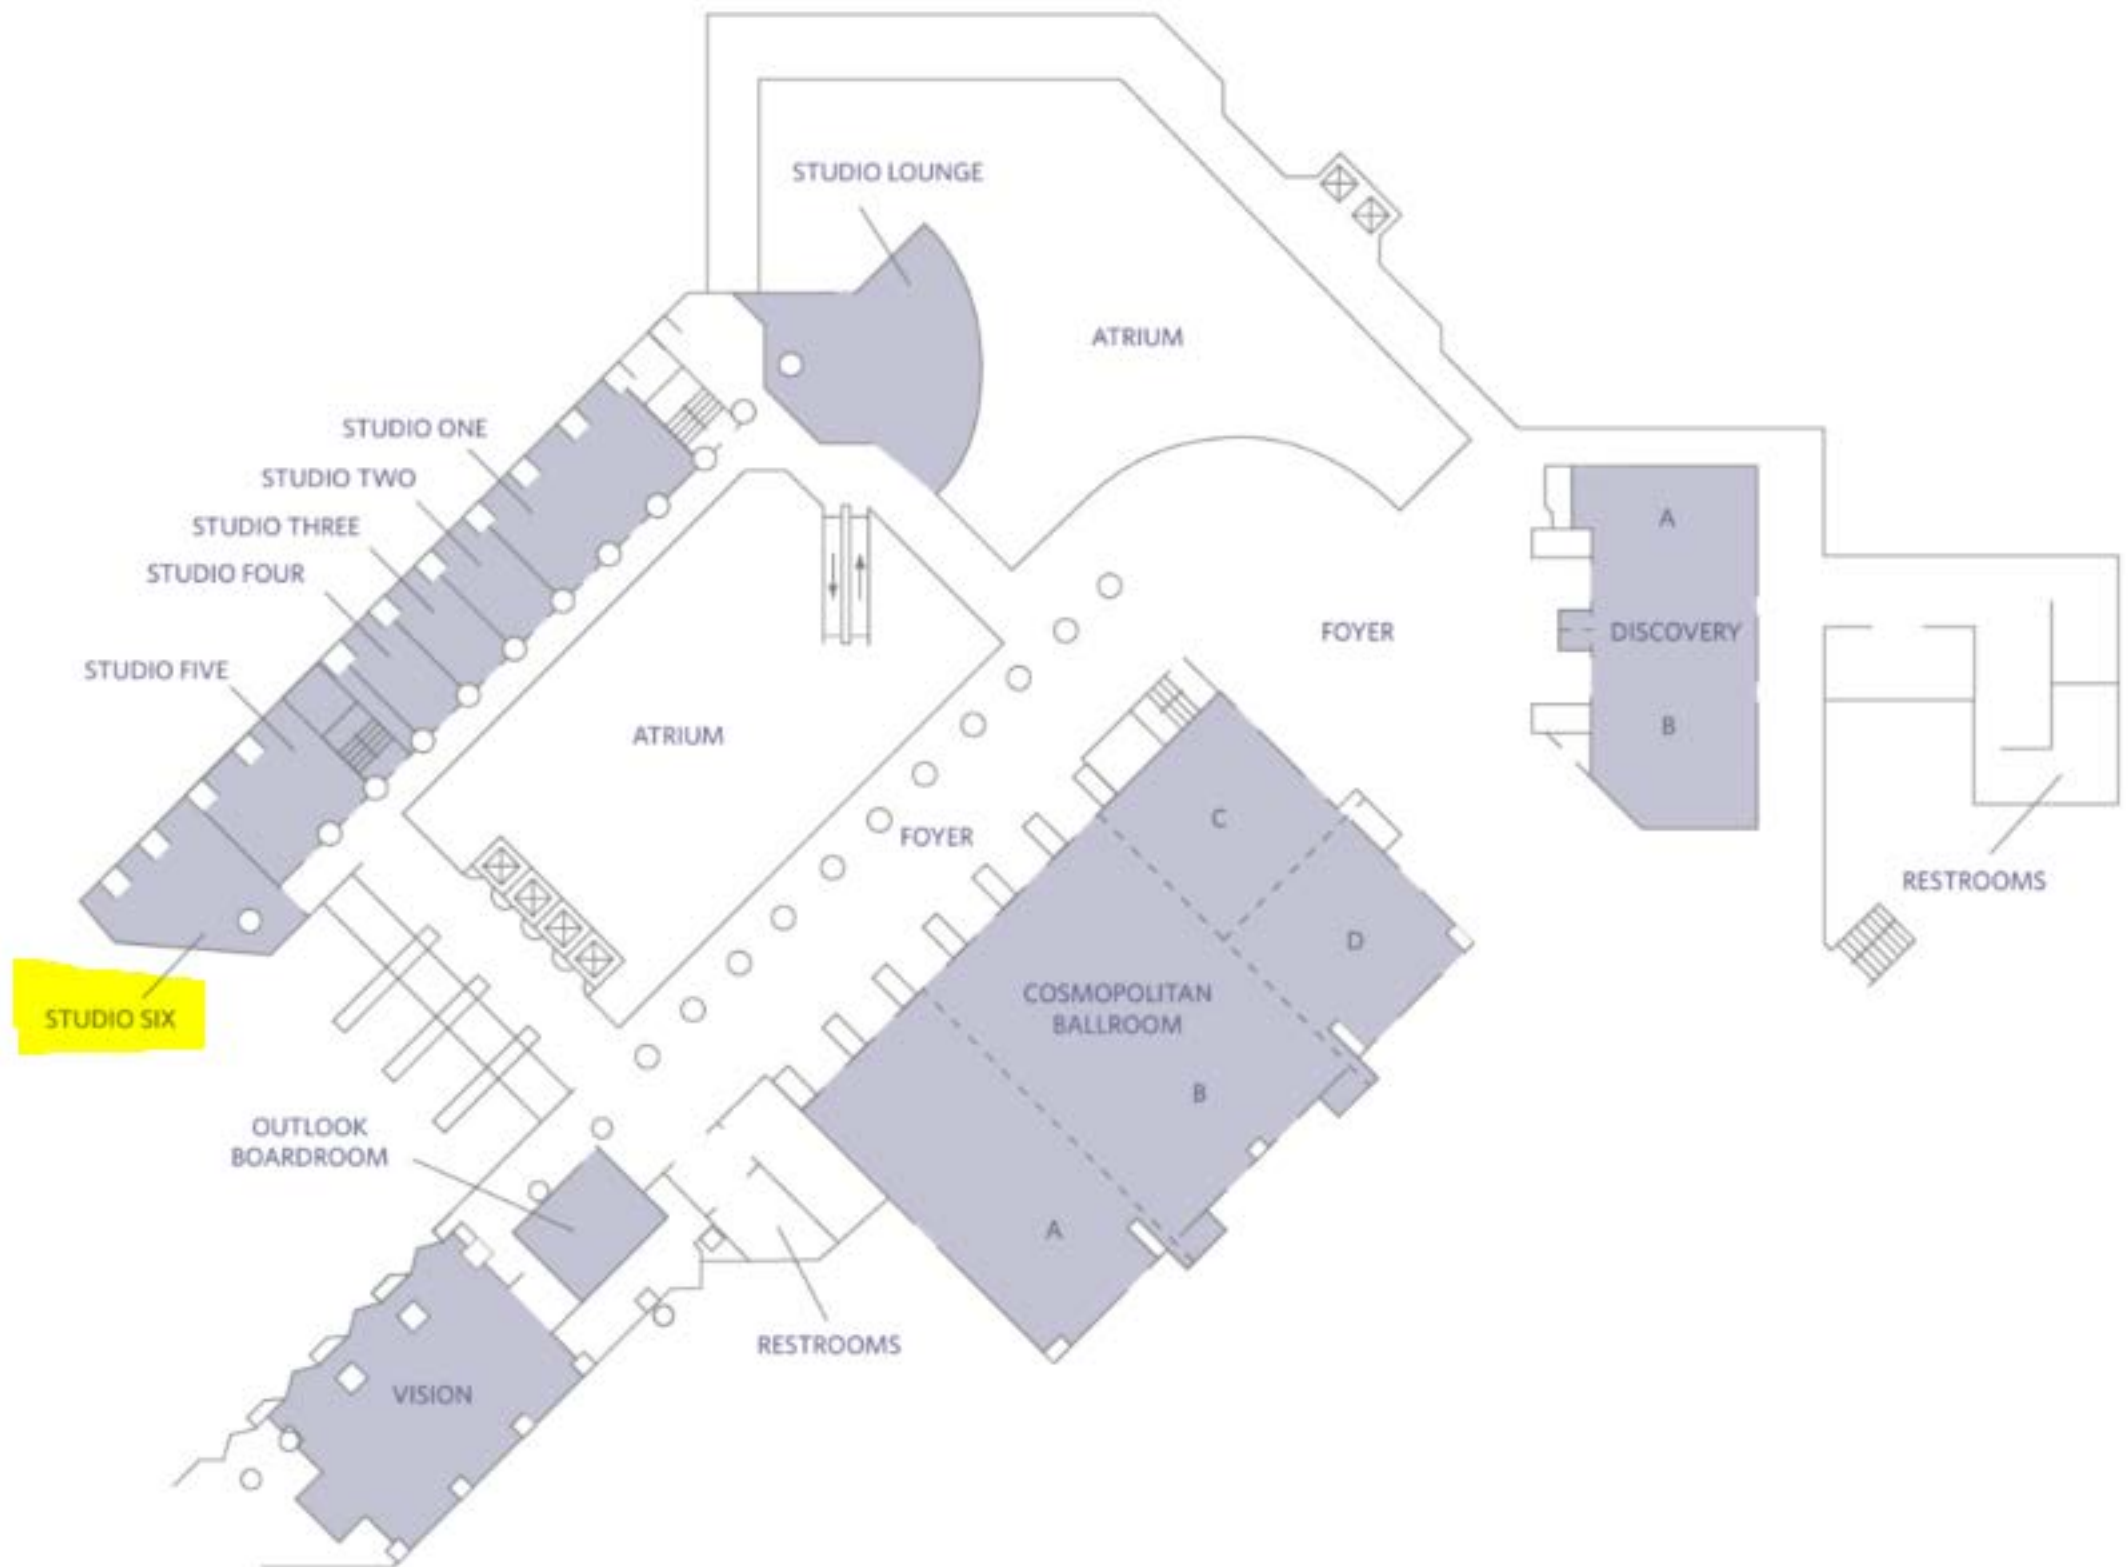 STUDIO LOUNGE
ATRIUM
STUDIO ONE
STUDIO TWO
STUDIO THREE
STUDIO FOUR
STUDIO FIVE
ATRIUM
FOYER
A
DISCOVERY
B
RESTROOMS
FOYER
C
D
COSMOPOLITAN
BALLROOM
B
A
STUDIO SIX
OUTLOOK
BOARDROOM
RESTROOMS
VISION